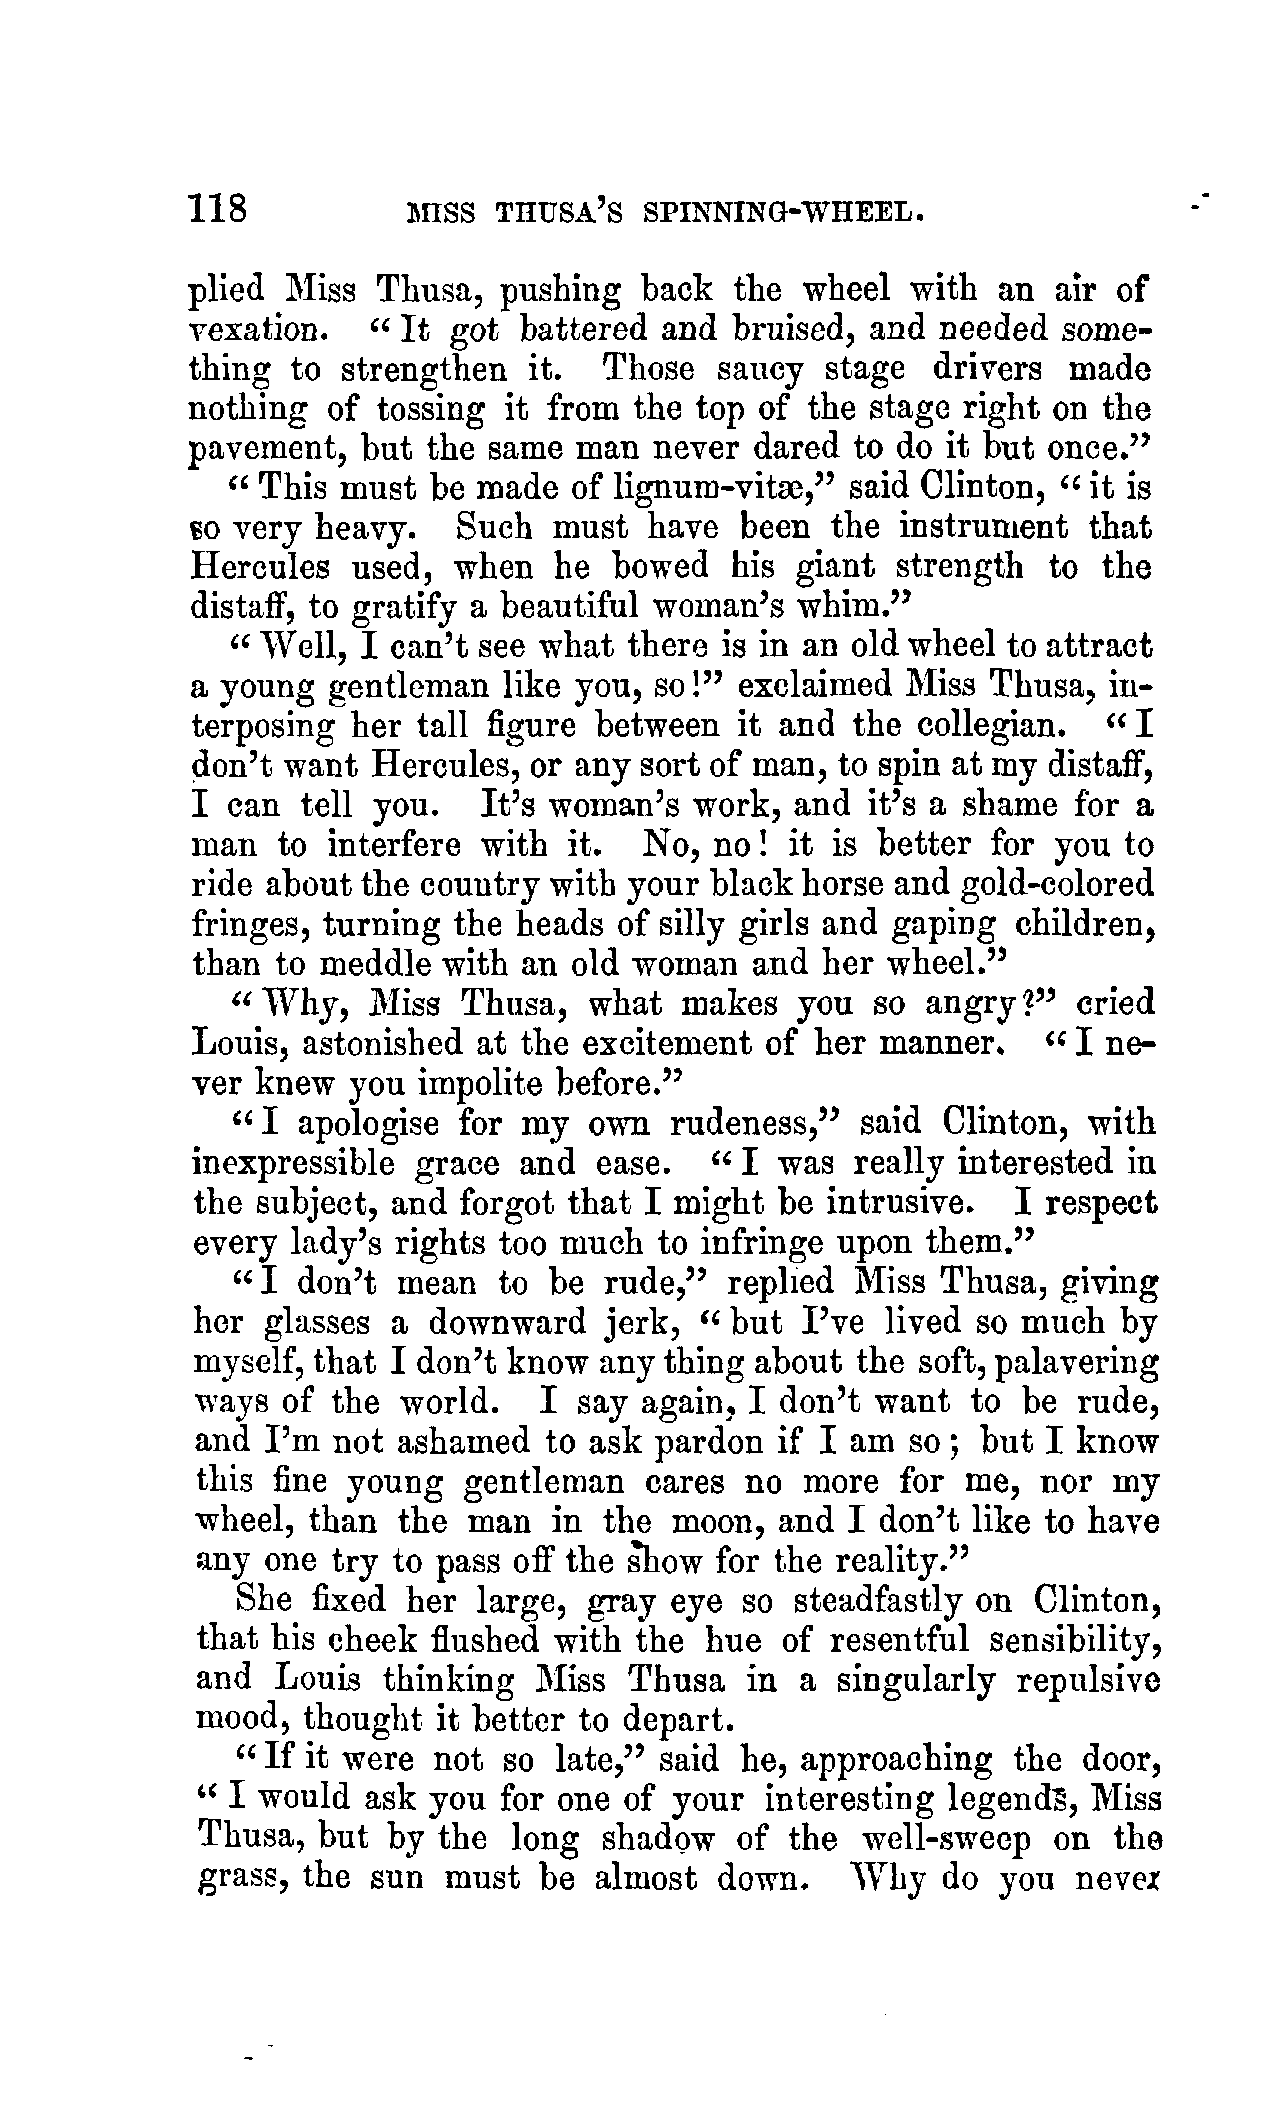 118 MISS THUSA'S SPINNING-WHEEL.
plied Miss Thusa, pushing back the wheel with an air of
vexation. "It got battered and bruised, and needed some-
thing to strengthen it. Those saucy stage drivers made
nothing of tossing it from the top of the stage right on the
pavement, but the same man never dared to do it but once."
"This must be made of lignum-vitæ," said Clinton, "it is
so very heavy. Such must have been the instrument that
Hercules used, when he bowed his giant strength to the
distaff, to gratify a beautiful woman's whim."
"Well, I can't see what there is in an old wheel to attract
a young gentleman like you, so!" exclaimed Miss Thusa, in-
terposing her tall figure between it and the collegian. "I
don't want Hercules, or any sort of man, to spin at my distaff,
I can tell you. It's woman's work, and it's a shame for a
man to interfere with it. No, no! it is better for you to
ride about the country with your black horse and gold-colored
fringes, turning the heads of silly girls and gaping children,
than to meddle with an old woman and her wheel."
"Why, Miss Thusa, what makes you so angry?" cried
Louis, astonished at the excitement of her manner. "I ne-
ver knew you impolite before."
"I apologise for my own rudeness," said Clinton, with
inexpressible grace and ease. "I was really interested in
the subject, and forgot that I might be intrusive. I respect
every lady's rights too much to infringe upon them."
"I don't mean to be rude," replied Miss Thusa, giving
her glasses a downward jerk, "but I've lived so much by
myself, that I don't know any thing about the soft, palavering
ways of the world. I say again, I don't want to be rude,
and I'm not ashamed to ask pardon if I am so; but I know
this fine young gentleman cares no more for me, nor my
wheel, than the man in the moon, and I don't like to have
any one try to pass off the show for the reality."
She fixed her large, gray eye so steadfastly on Clinton,
that his cheek flushed with the hue of resentful sensibility,
and Louis thinking Miss Thusa in a singularly repulsive
mood, thought it better to depart.
"If it were not so late," said he, approaching the door,
"I would ask you for one of your interesting legends, Miss
Thusa, but by the long shadow of the well-sweep on the
grass, the sun must be almost down. Why do you never